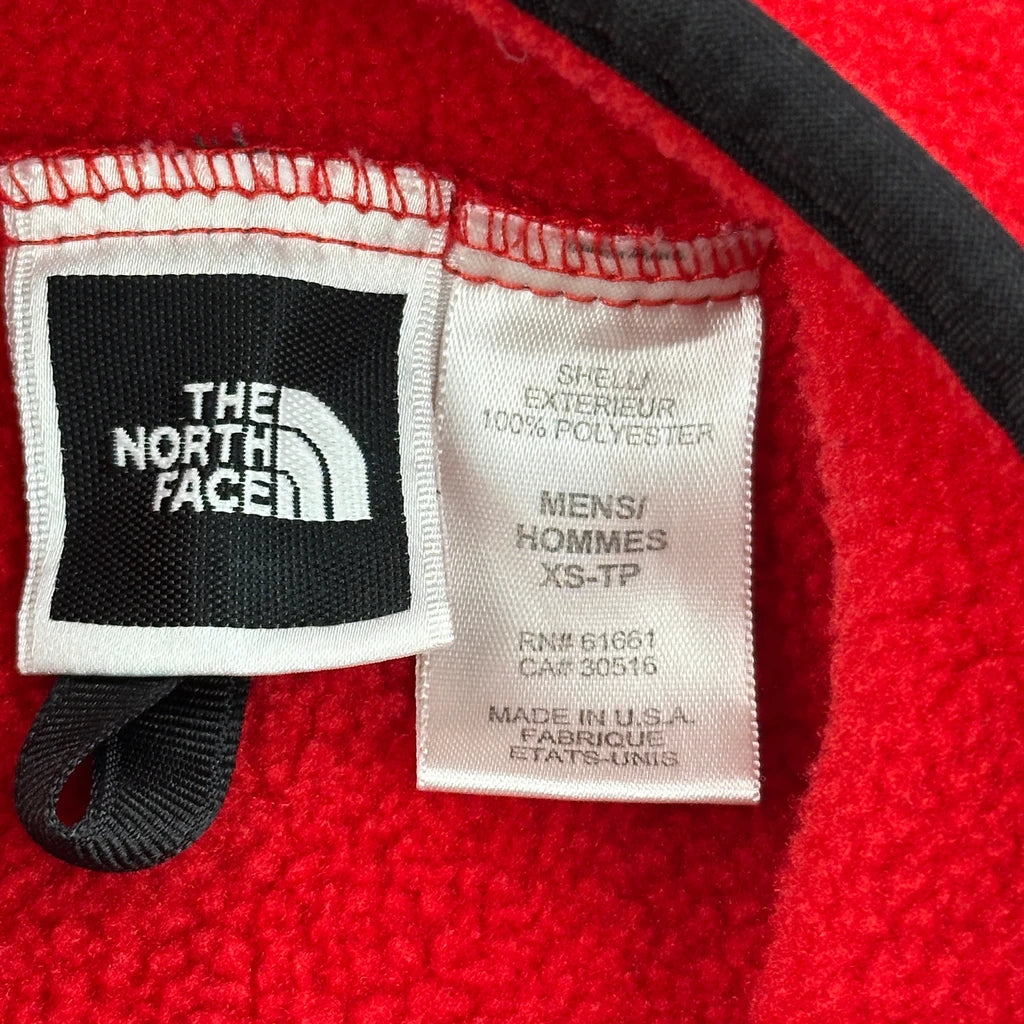 THE
NORTH
FACE
SHELL/
EXTERIEUR
100% POLYESTER
MENS/
HOMMES
XS-TP
RN# 61661
CA# 30516
MADE IN U.S.A.
FABRIQUE
ETATS-UNIS